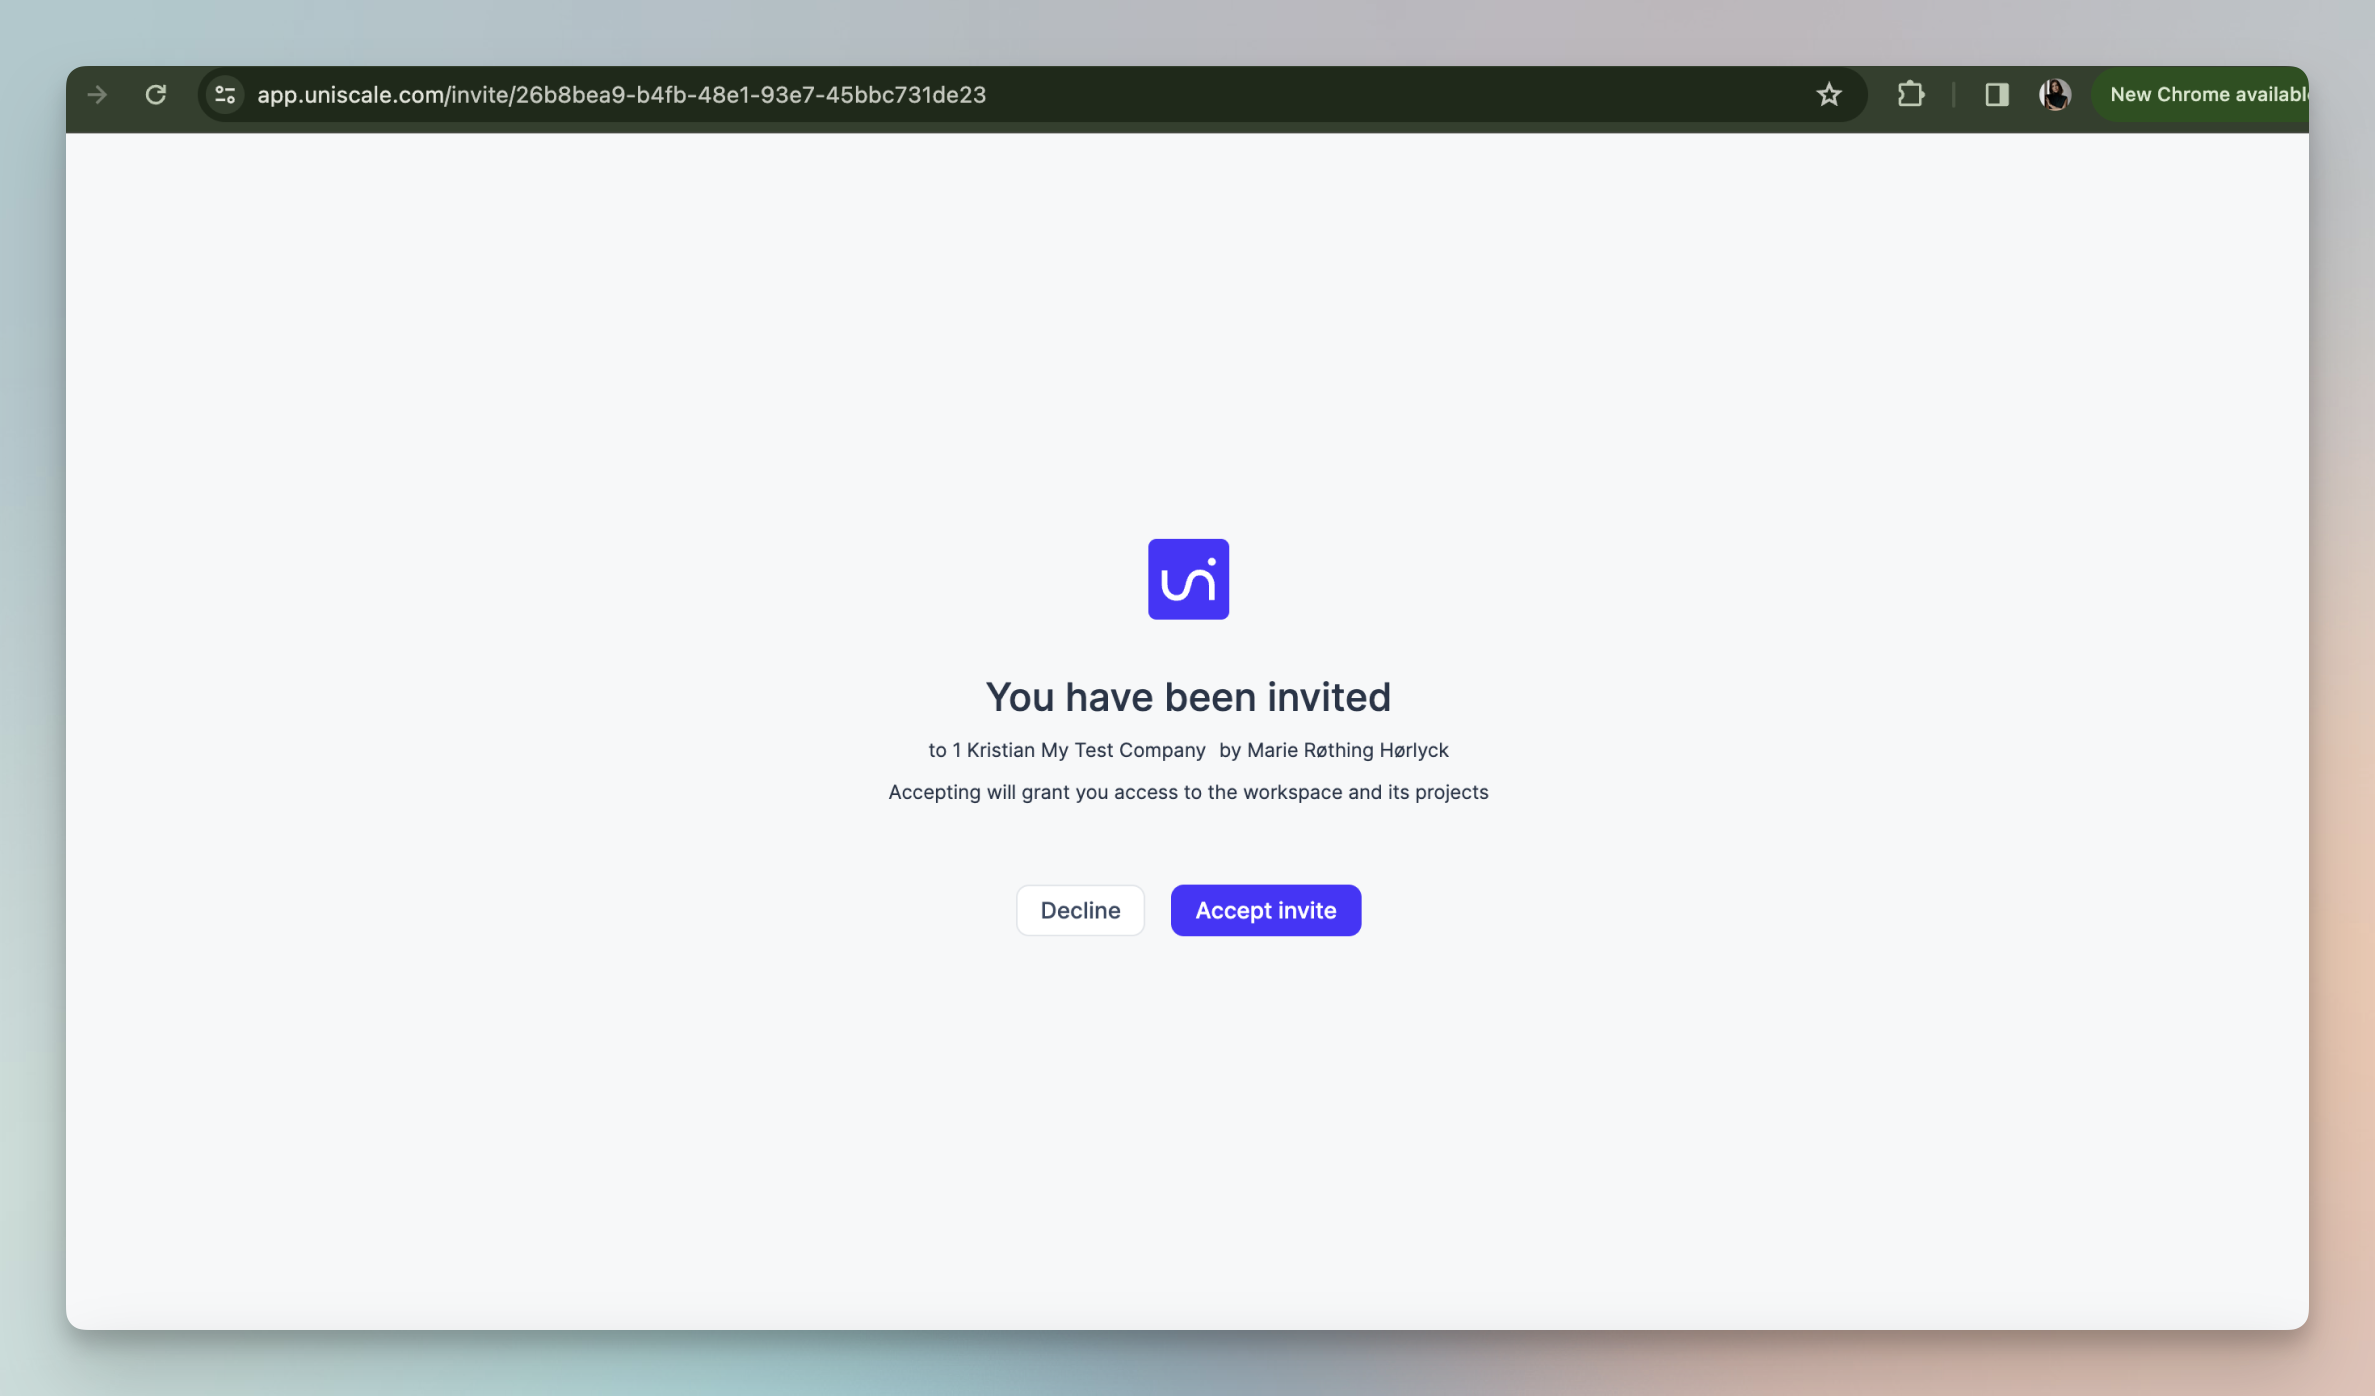 app.uniscale.com/invite/26b8bea9-b4fb-48e1-93e7-45bbc731de23
New Chrome availabl
uni
You have been invited
to 1 Kristian My Test Company by Marie Røthing Hørlyck
Accepting will grant you access to the workspace and its projects
Decline
Accept invite